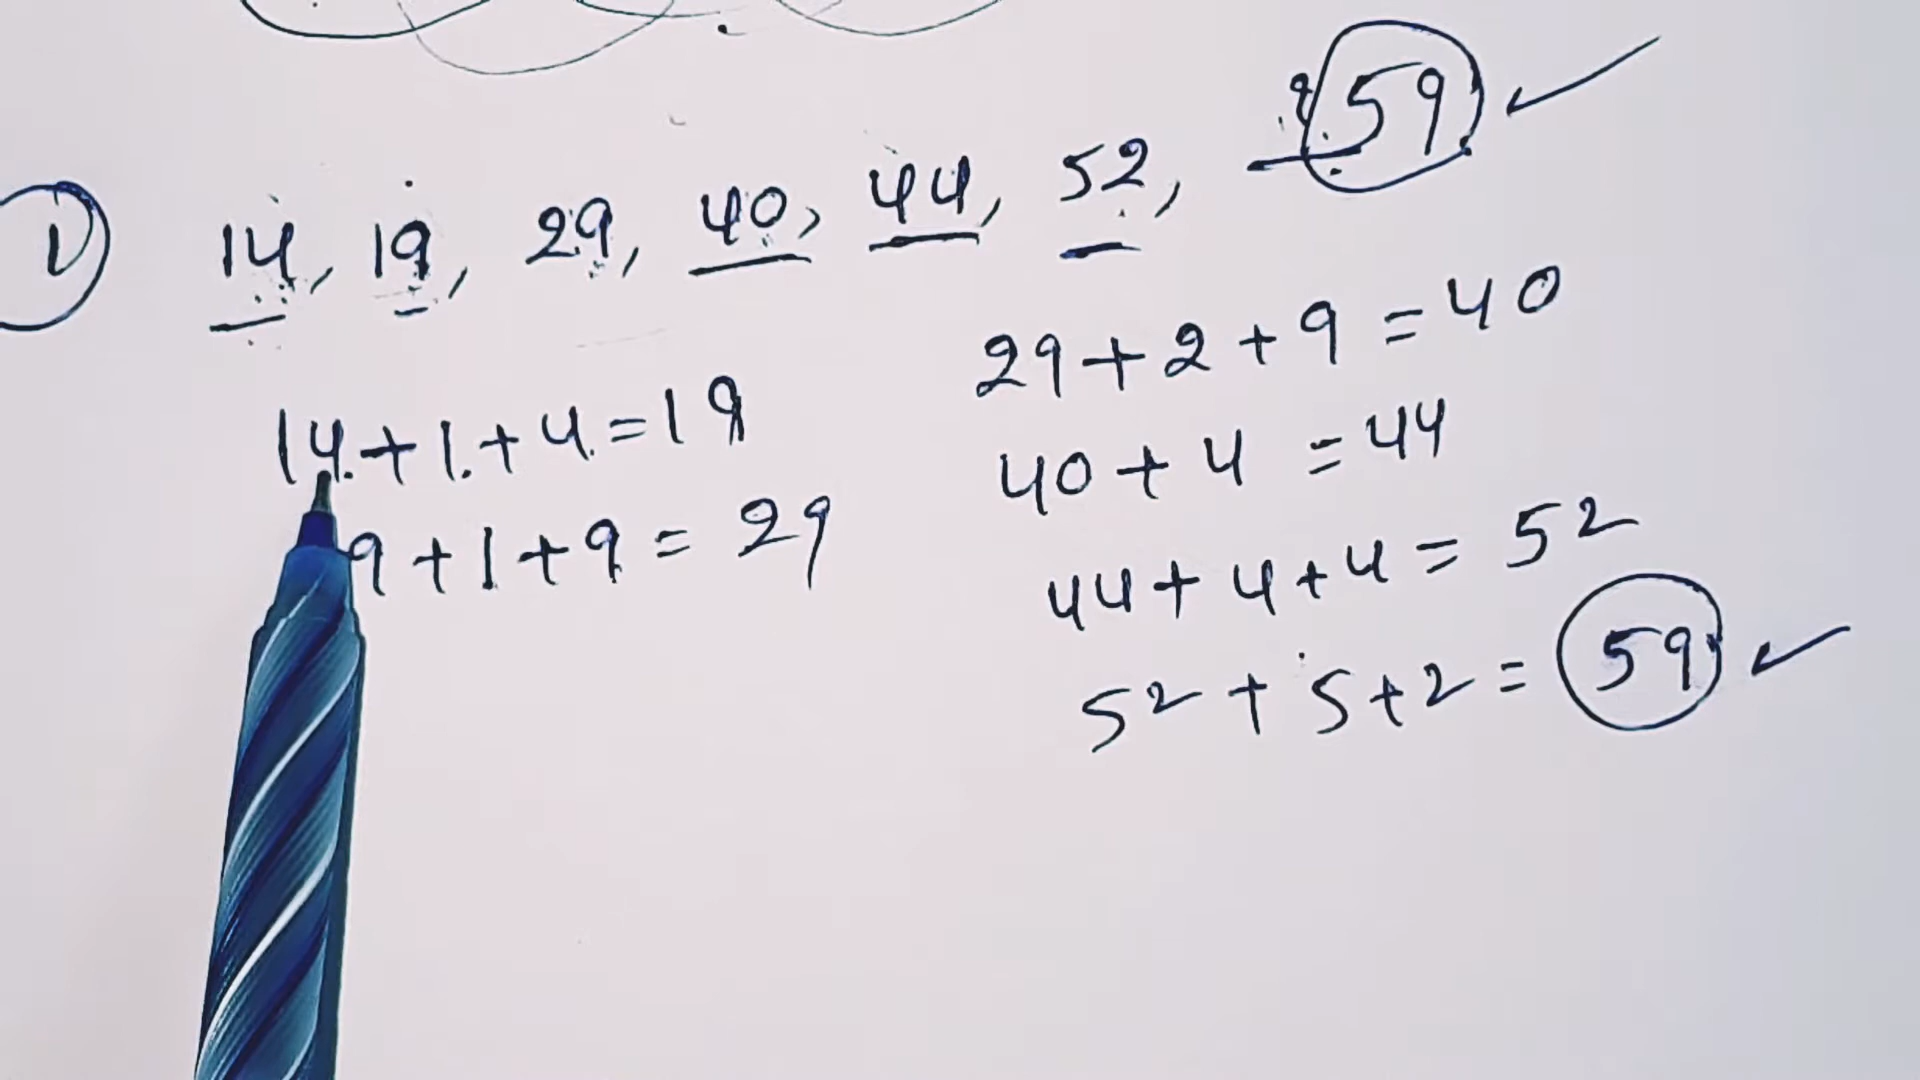 1) 14, 19, 29, 40, 44, 52, ? 59 ✓
14 + 1 + 4 = 19
9 + 1 + 9 = 29
29 + 2 + 9 = 40
40 + 4 = 44
44 + 4 + 4 = 52
52 + 5 + 2 = 59 ✓